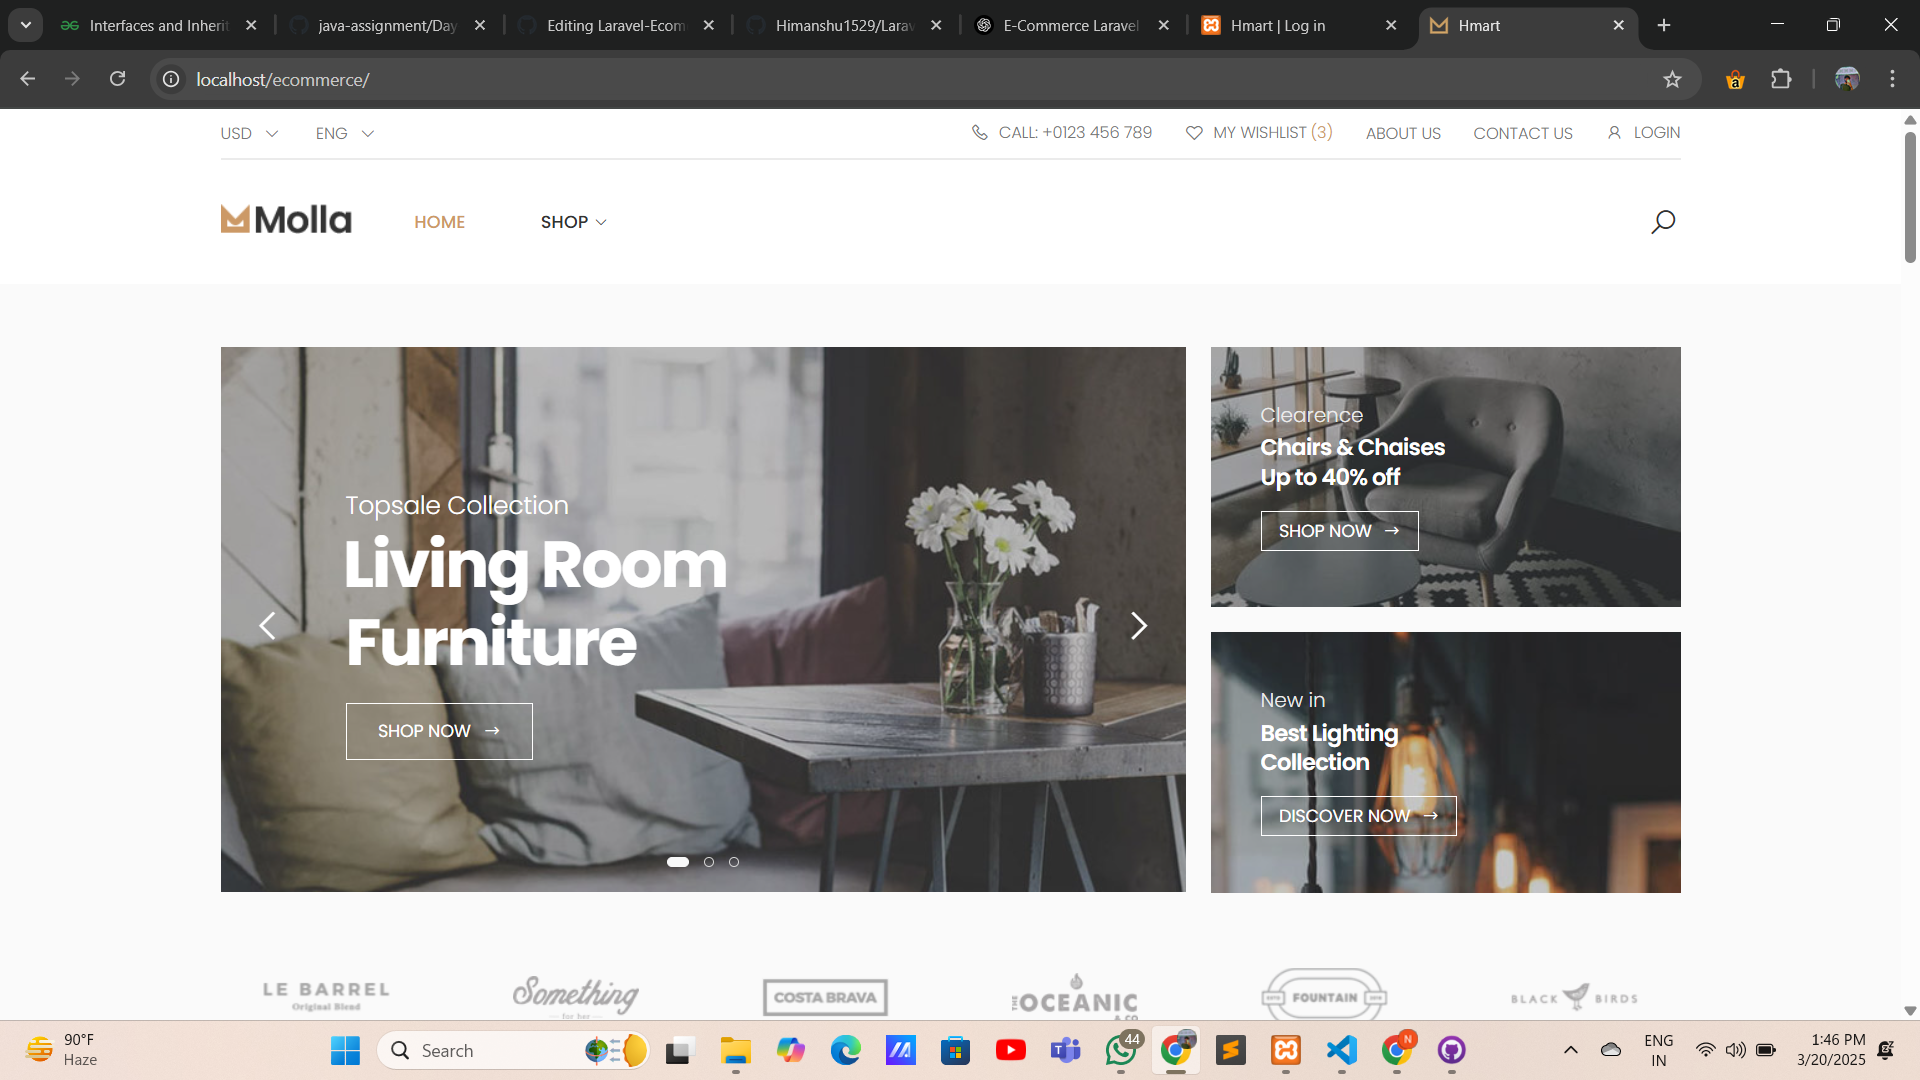 Interfaces and Inherit
java-assignment/Day
Editing Laravel-Ecom
Himanshu1529/Larav
E-Commerce Laravel
Hmart | Log in
Hmart
localhost/ecommerce/
USD
ENG
CALL: +0123 456 789
MY WISHLIST (3)
ABOUT US
CONTACT US
LOGIN
Molla
HOME
SHOP
Topsale Collection
Living Room
Furniture
SHOP NOW →
Clearence
Chairs & Chaises
Up to 40% off
SHOP NOW →
New in
Best Lighting
Collection
DISCOVER NOW →
LE BARREL
Original Blend
Something
for her
COSTA BRAVA
THE OCEANIC
& CO
FOUNTAIN
BLACK BIRDS
90°F
Haze
Search
44
N
ENG
IN
1:46 PM
3/20/2025